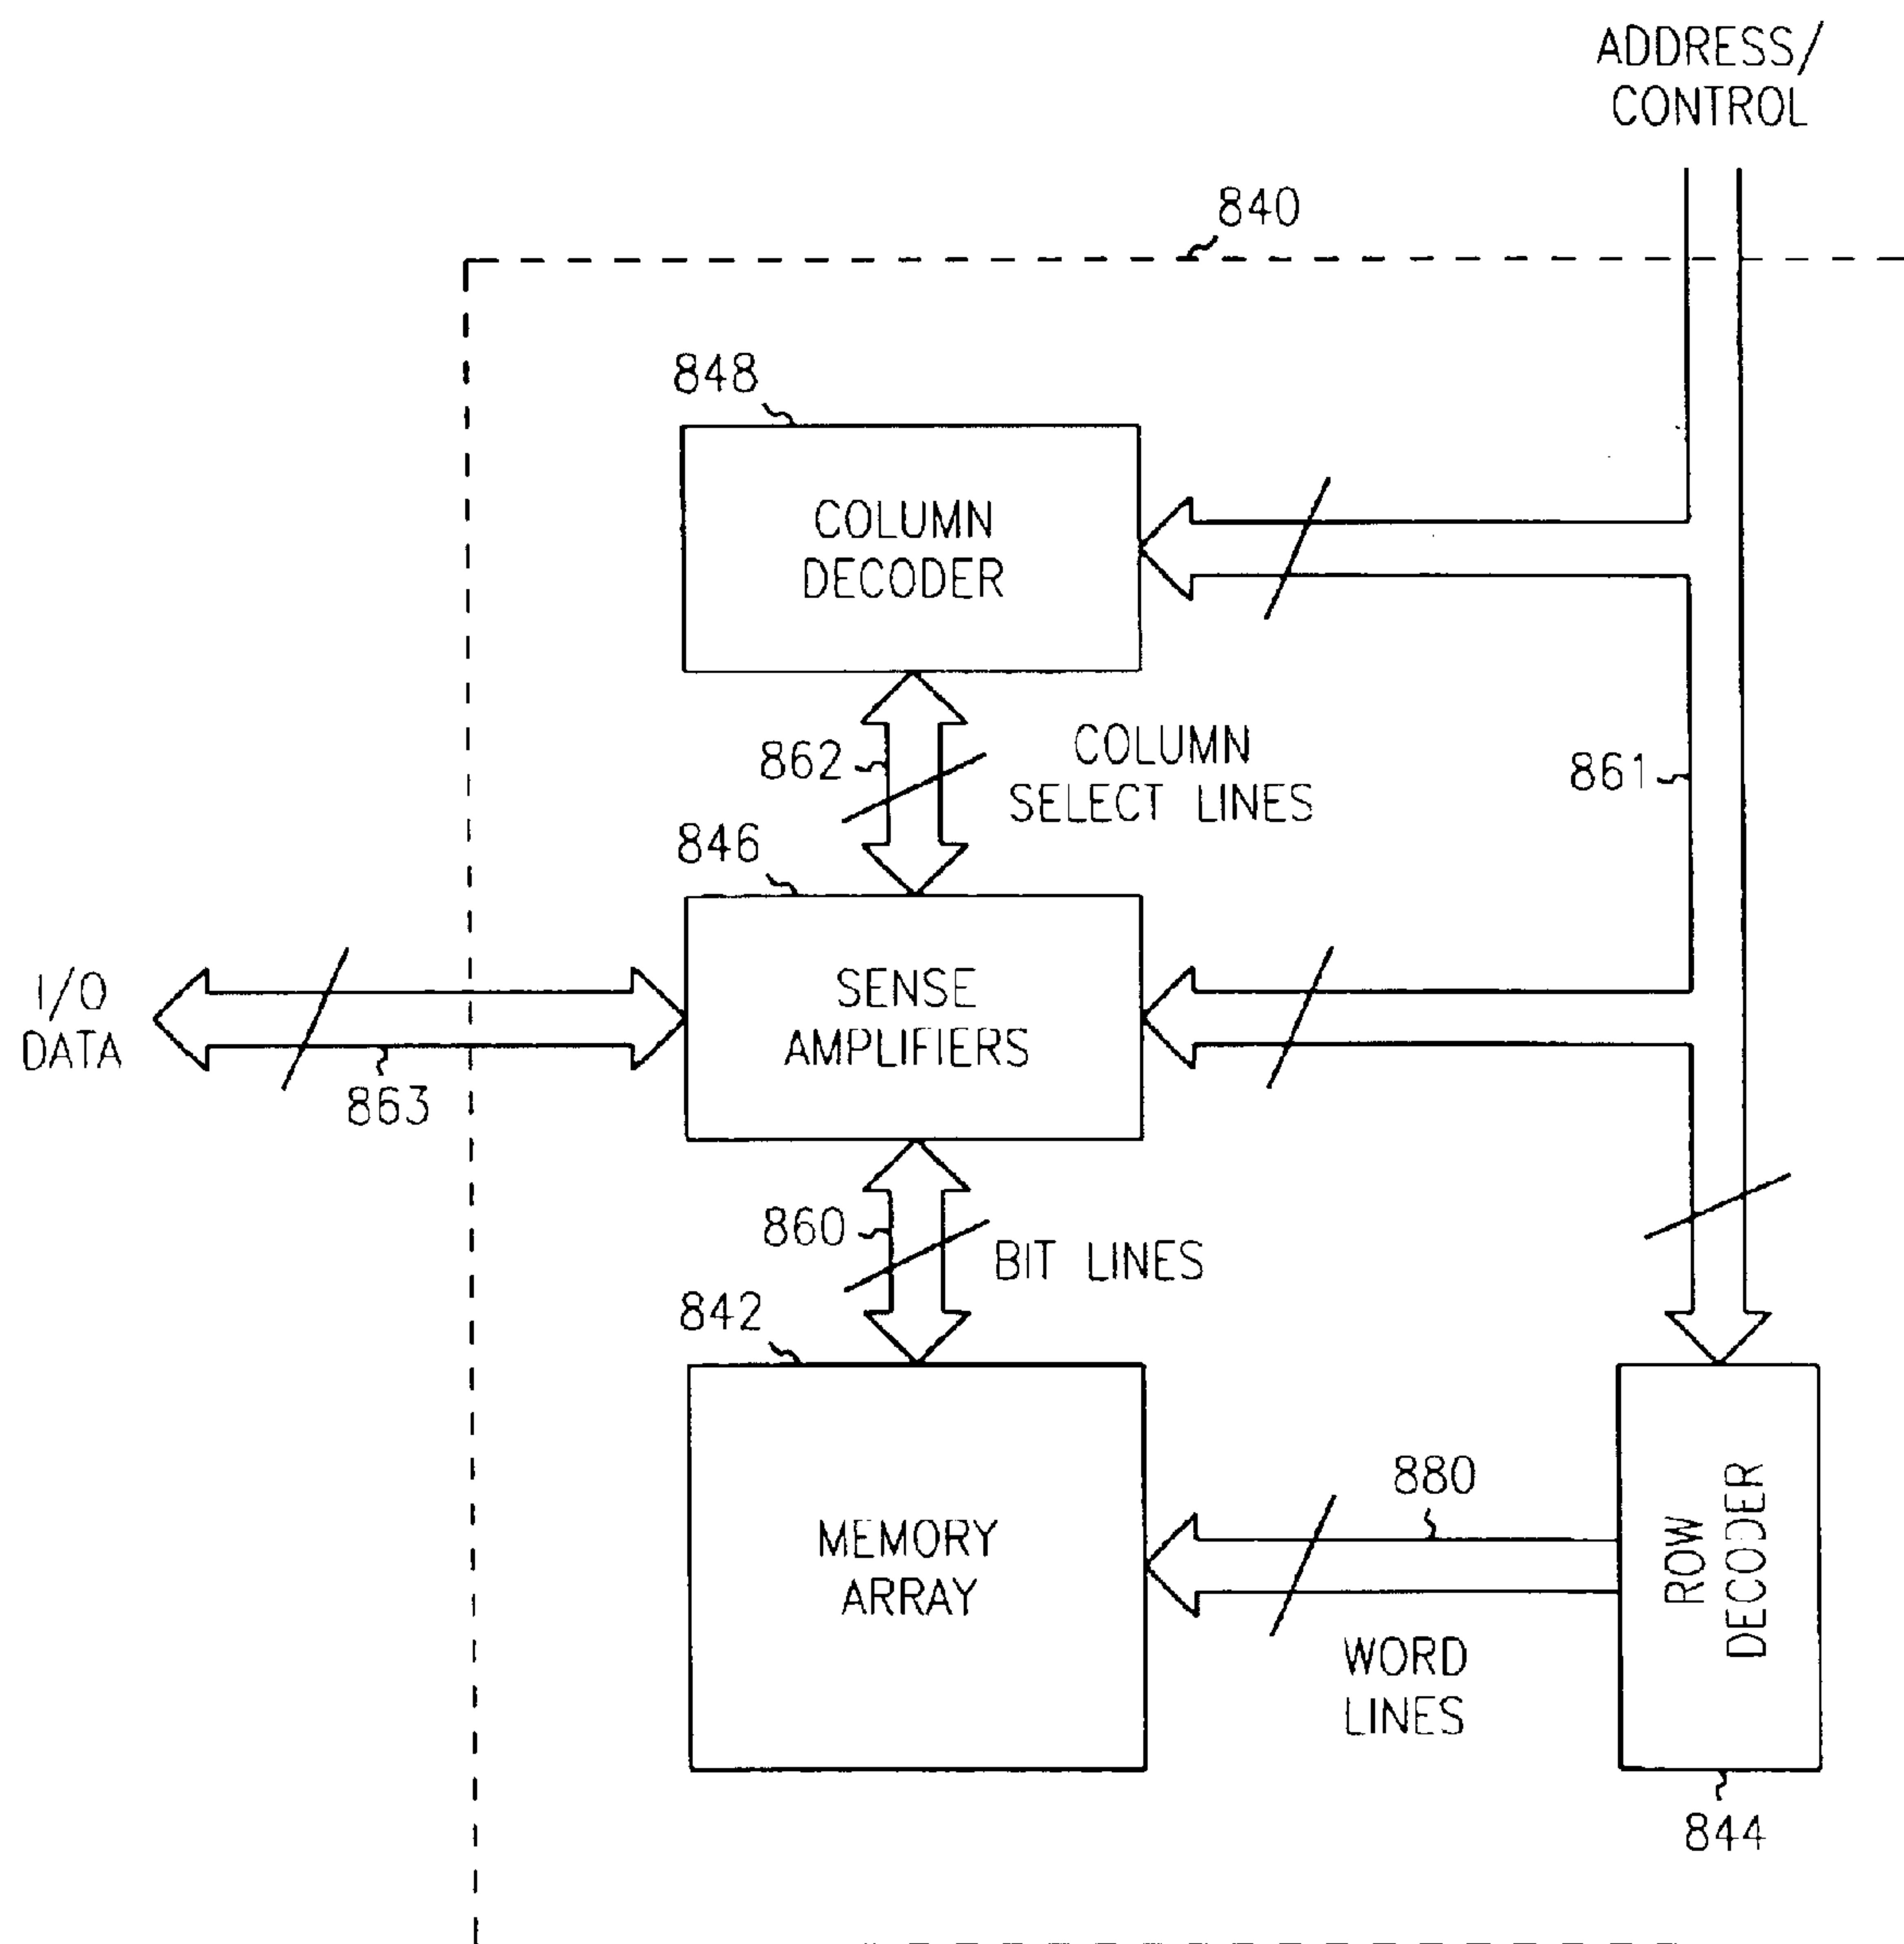 ADDRESS/
CONTROL
840
848
COLUMN
DECODER
862
COLUMN
SELECT LINES
861
846
I/O
DATA
863
SENSE
AMPLIFIERS
860
BIT LINES
842
MEMORY
ARRAY
880
WORD
LINES
ROW
DECODER
844